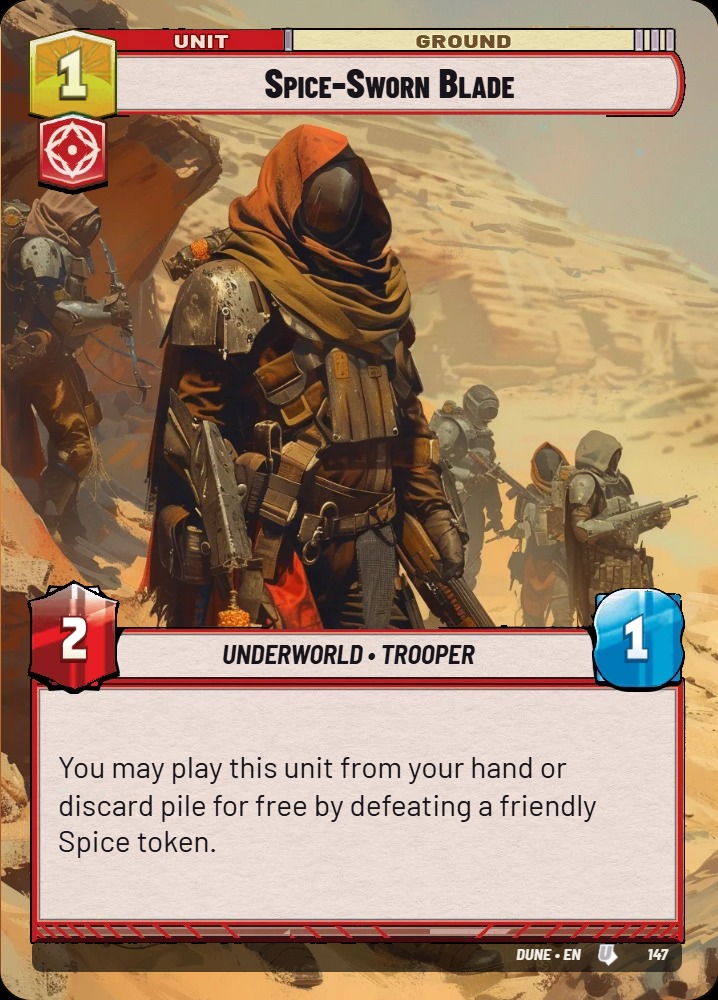 UNIT
GROUND
1
Spice-Sworn Blade
2
UNDERWORLD • TROOPER
1
You may play this unit from your hand or
discard pile for free by defeating a friendly
Spice token.
DUNE • EN
U
147